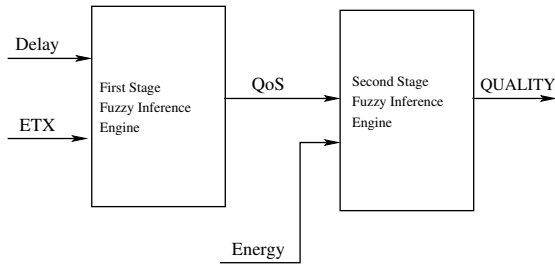 Delay
ETX
First Stage
Fuzzy Inference
Engine
QoS
Second Stage
Fuzzy Inference
Engine
QUALITY
Energy